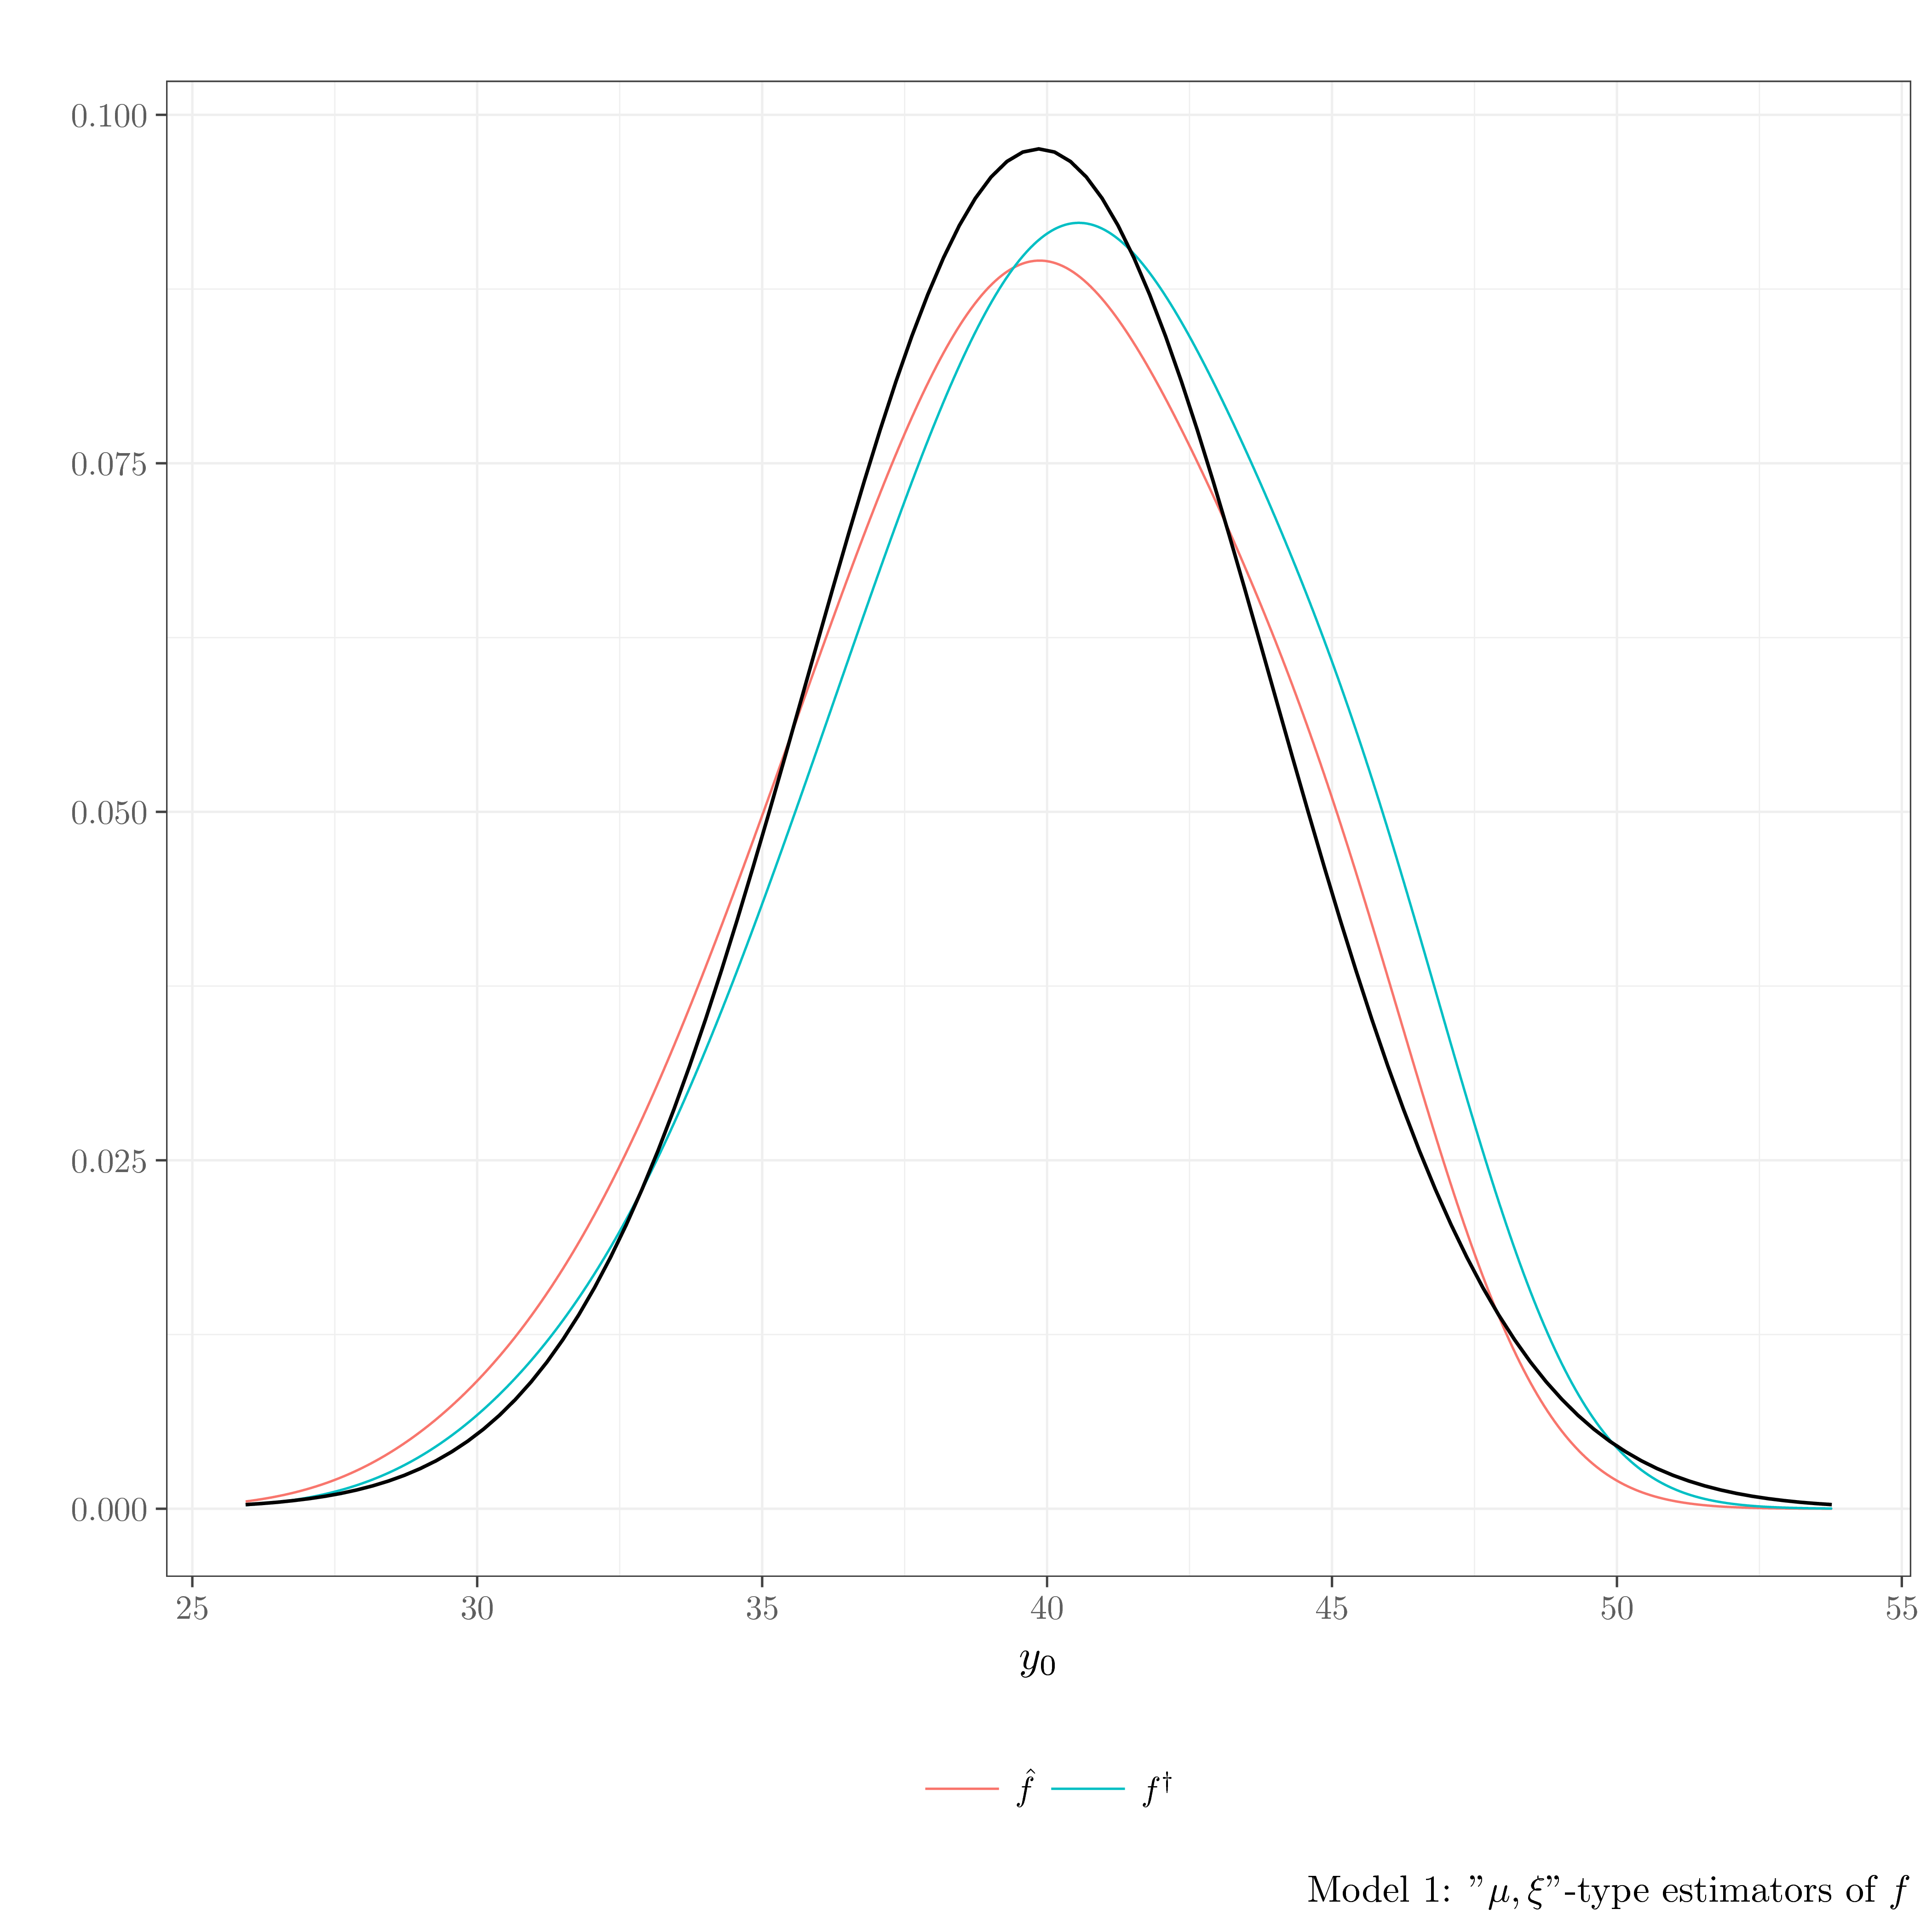 0.100
0.075
0.050
0.025
0.000
25 30 35 40 45 50 55
y₀
f̂ f†
Model 1: ”μ, ξ”-type estimators of f